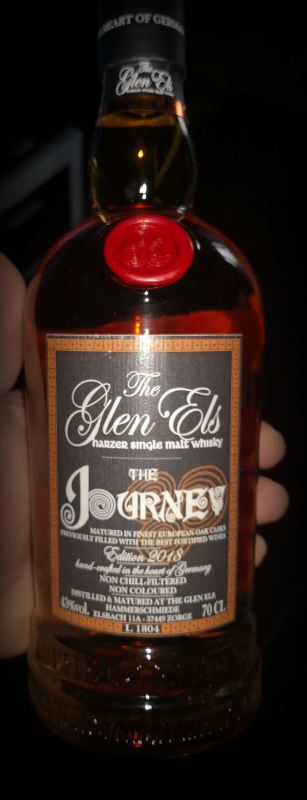 HEART OF GERMANY
The
Glen Els
The
Glen Els
HARZER SINGLE MALT WHISKY
THE
JOURNEY
MATURED IN FINEST EUROPEAN OAK CASKS
PREVIOUSLY FILLED WITH THE BEST FORTIFIED WINES
Edition 2018
hand-crafted in the heart of Germany
NON CHILL-FILTERED
NON COLOURED
DISTILLED & MATURED AT THE GLEN ELS
43%vol. HAMMERSCHMIEDE 70 CL
ELSBACH 11A - 37449 ZORGE
L 1804